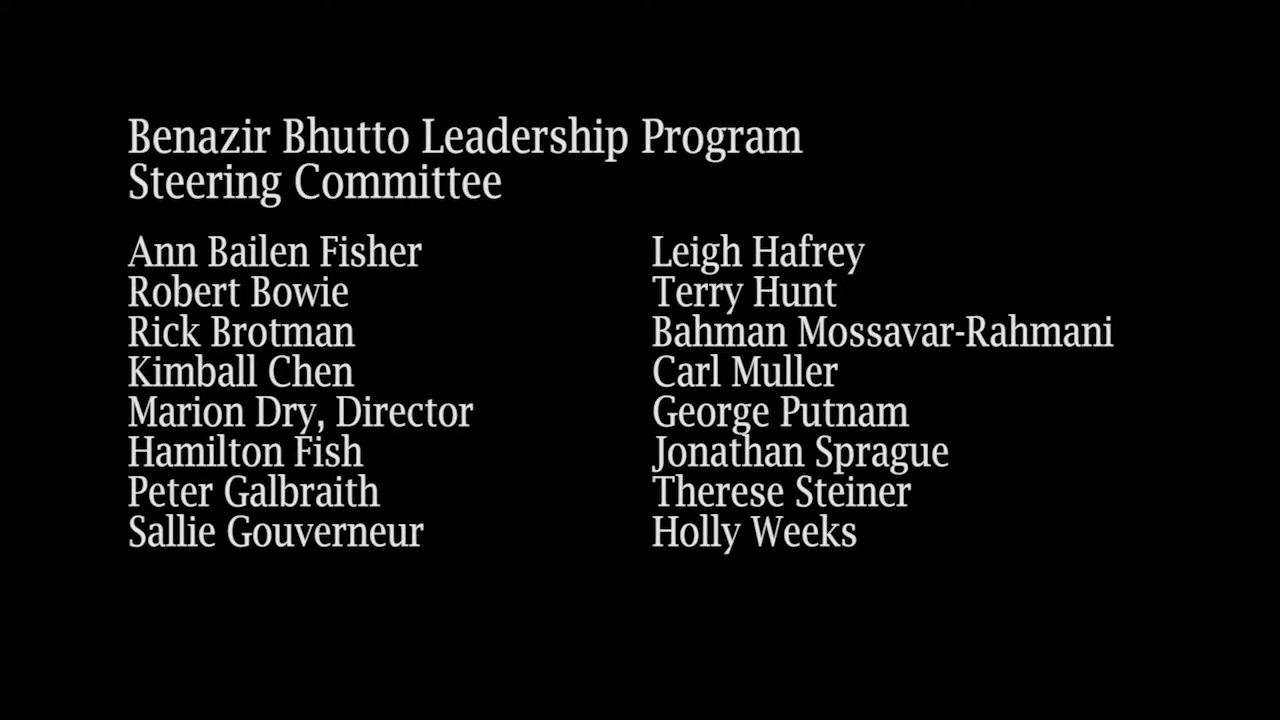 Benazir Bhutto Leadership Program
Steering Committee
Ann Bailen Fisher
Robert Bowie
Rick Brotman
Kimball Chen
Marion Dry, Director
Hamilton Fish
Peter Galbraith
Sallie Gouverneur
Leigh Hafrey
Terry Hunt
Bahman Mossavar-Rahmani
Carl Muller
George Putnam
Jonathan Sprague
Therese Steiner
Holly Weeks